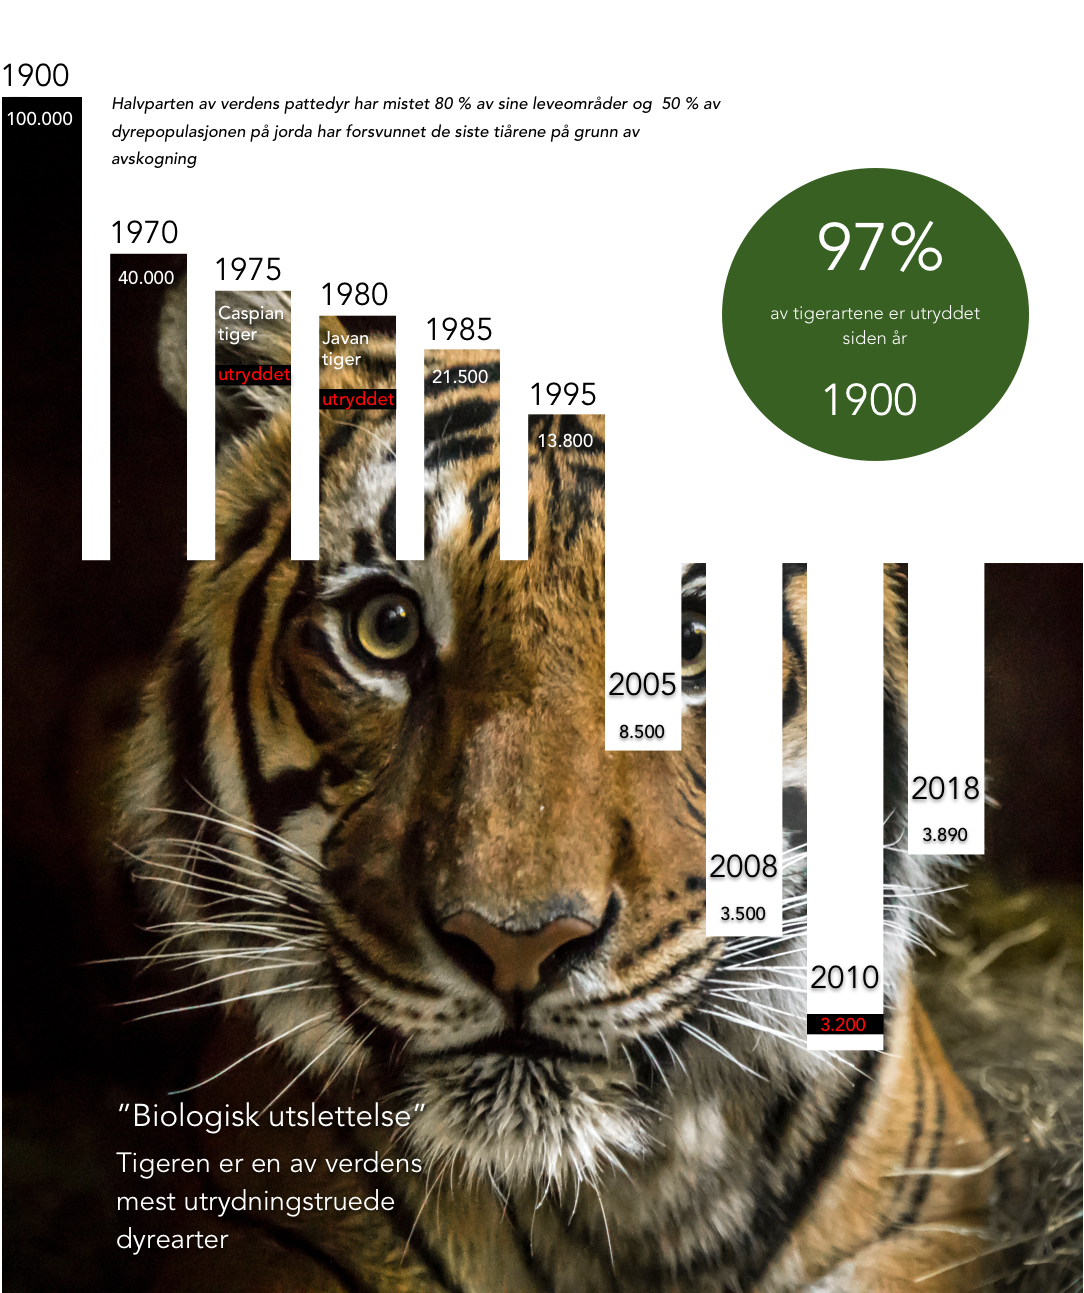 1900
100.000
Halvparten av verdens pattedyr har mistet 80 % av sine leveområder og  50 % av
dyrepopulasjonen på jorda har forsvunnet de siste tiårene på grunn av
avskogning
1970
40.000
1975
Caspian
tiger
utryddet
1980
Javan
tiger
utryddet
1985
21.500
1995
13.800
97%
av tigerartene er utryddet
siden år
1900
2005
8.500
2008
3.500
2010
3.200
2018
3.890
”Biologisk utslettelse”
Tigeren er en av verdens
mest utrydningstruede
dyrearter